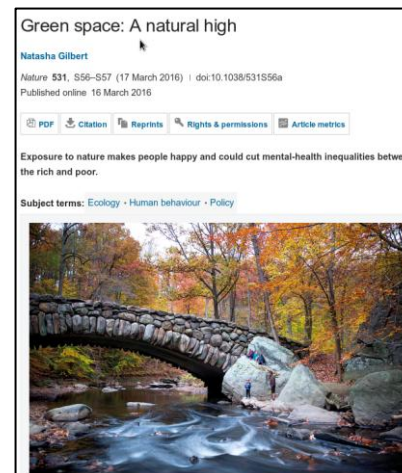 Green space: A natural high
Natasha Gilbert
Nature 531, S56–S57 (17 March 2016) | doi:10.1038/531S56a
Published online 16 March 2016
PDF Citation Reprints Rights & permissions Article metrics
Exposure to nature makes people happy and could cut mental-health inequalities betwe
the rich and poor.
Subject terms: Ecology • Human behaviour • Policy